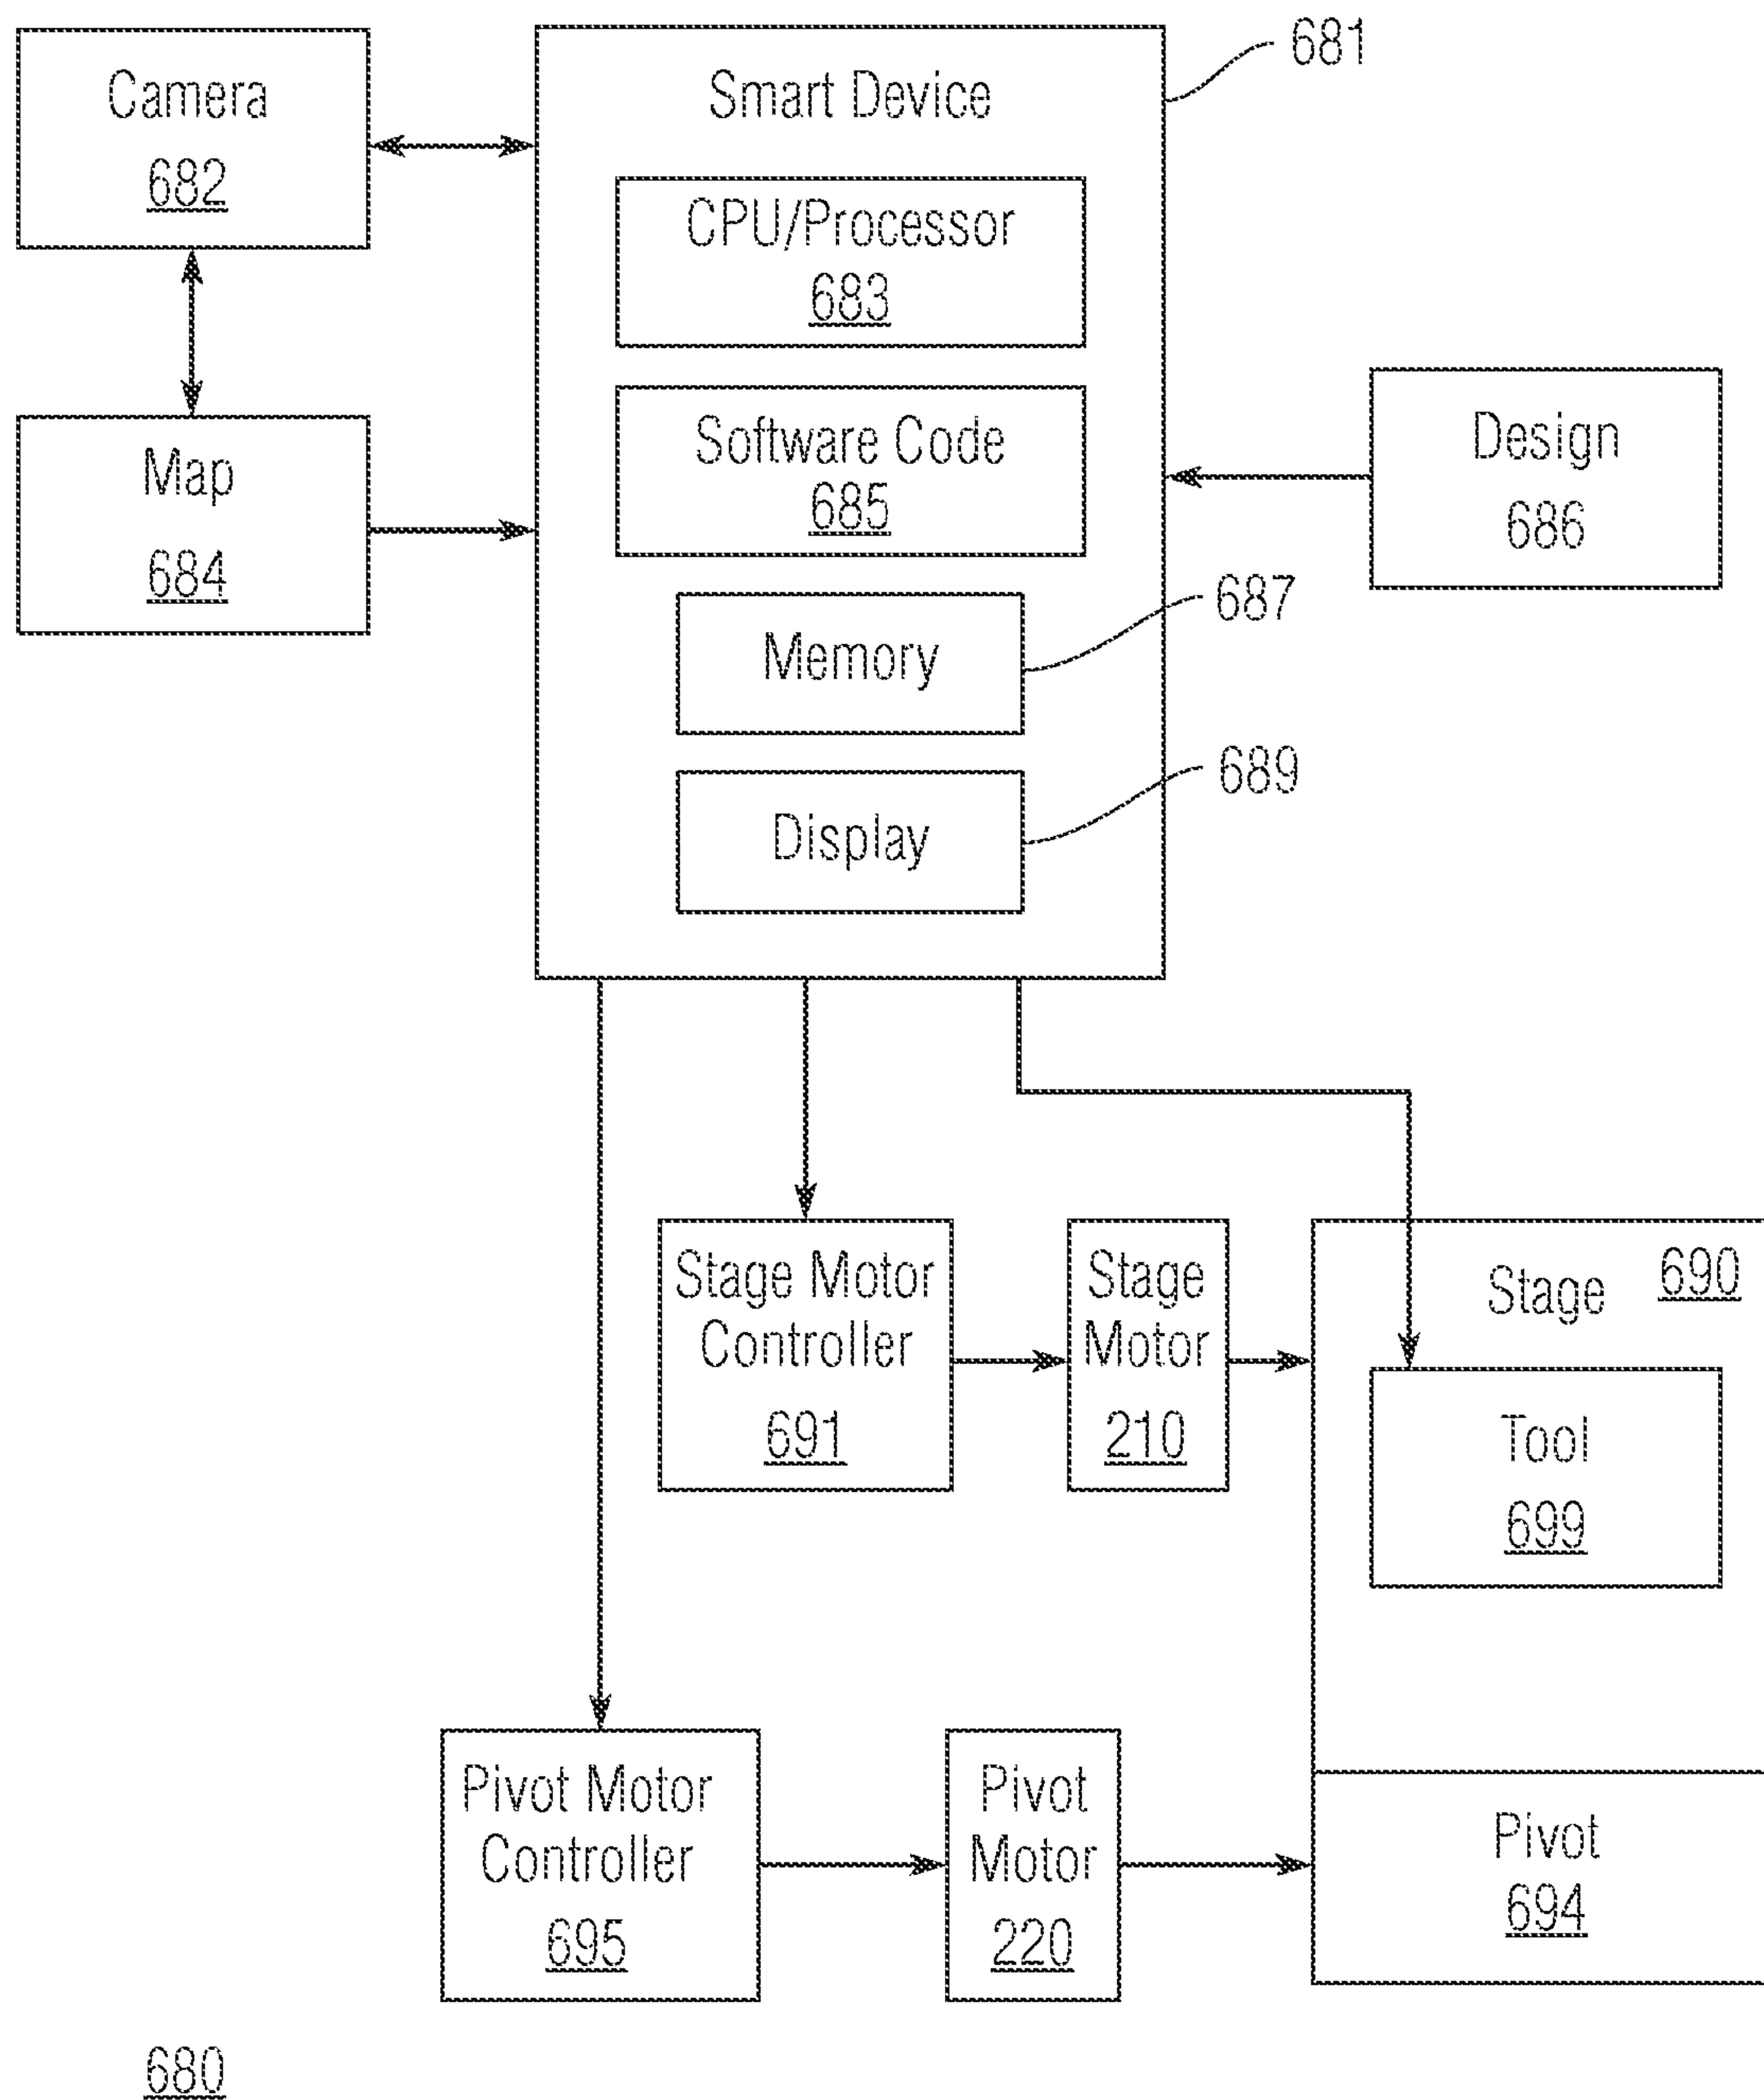 Camera
682
Smart Device
681
CPU/Processor
683
Software Code
685
Map
684
Design
686
Memory
687
Display
689
Stage Motor
Controller
691
Stage
Motor
210
Stage
690
Tool
699
Pivot Motor
Controller
695
Pivot
Motor
220
Pivot
694
680